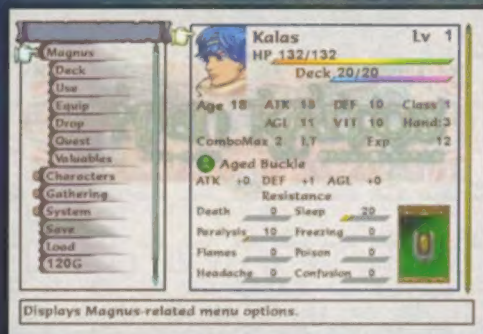 Magnus
Deck
Use
Equip
Drop
Quest
Valuables
Characters
Gathering
System
Save
Load
120G
Kalas Lv 1
HP 132/132
Deck 20/20
Age 18 ATK 18 DEF 10 Class 1
AGL 11 VIT 10 Hand:3
ComboMax 2 LT Exp 12
Aged Buckle
ATK +0 DEF +1 AGL +0
Resistance
Death 0 Sleep 20
Paralysis 10 Freezing 0
Flames 0 Poison 0
Headache 0 Confusion 0
Displays Magnus-related menu options.